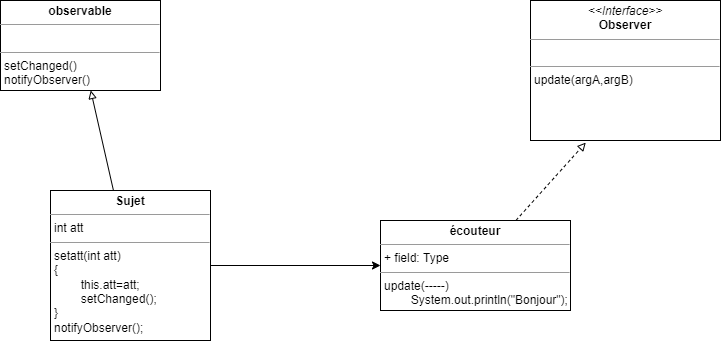 observable
setChanged()
notifyObserver()
<<Interface>>
Observer
update(argA,argB)
Sujet
int att
setatt(int att)
{
this.att=att;
setChanged();
}
notifyObserver();
écouteur
+ field: Type
update(-----)
System.out.println("Bonjour");